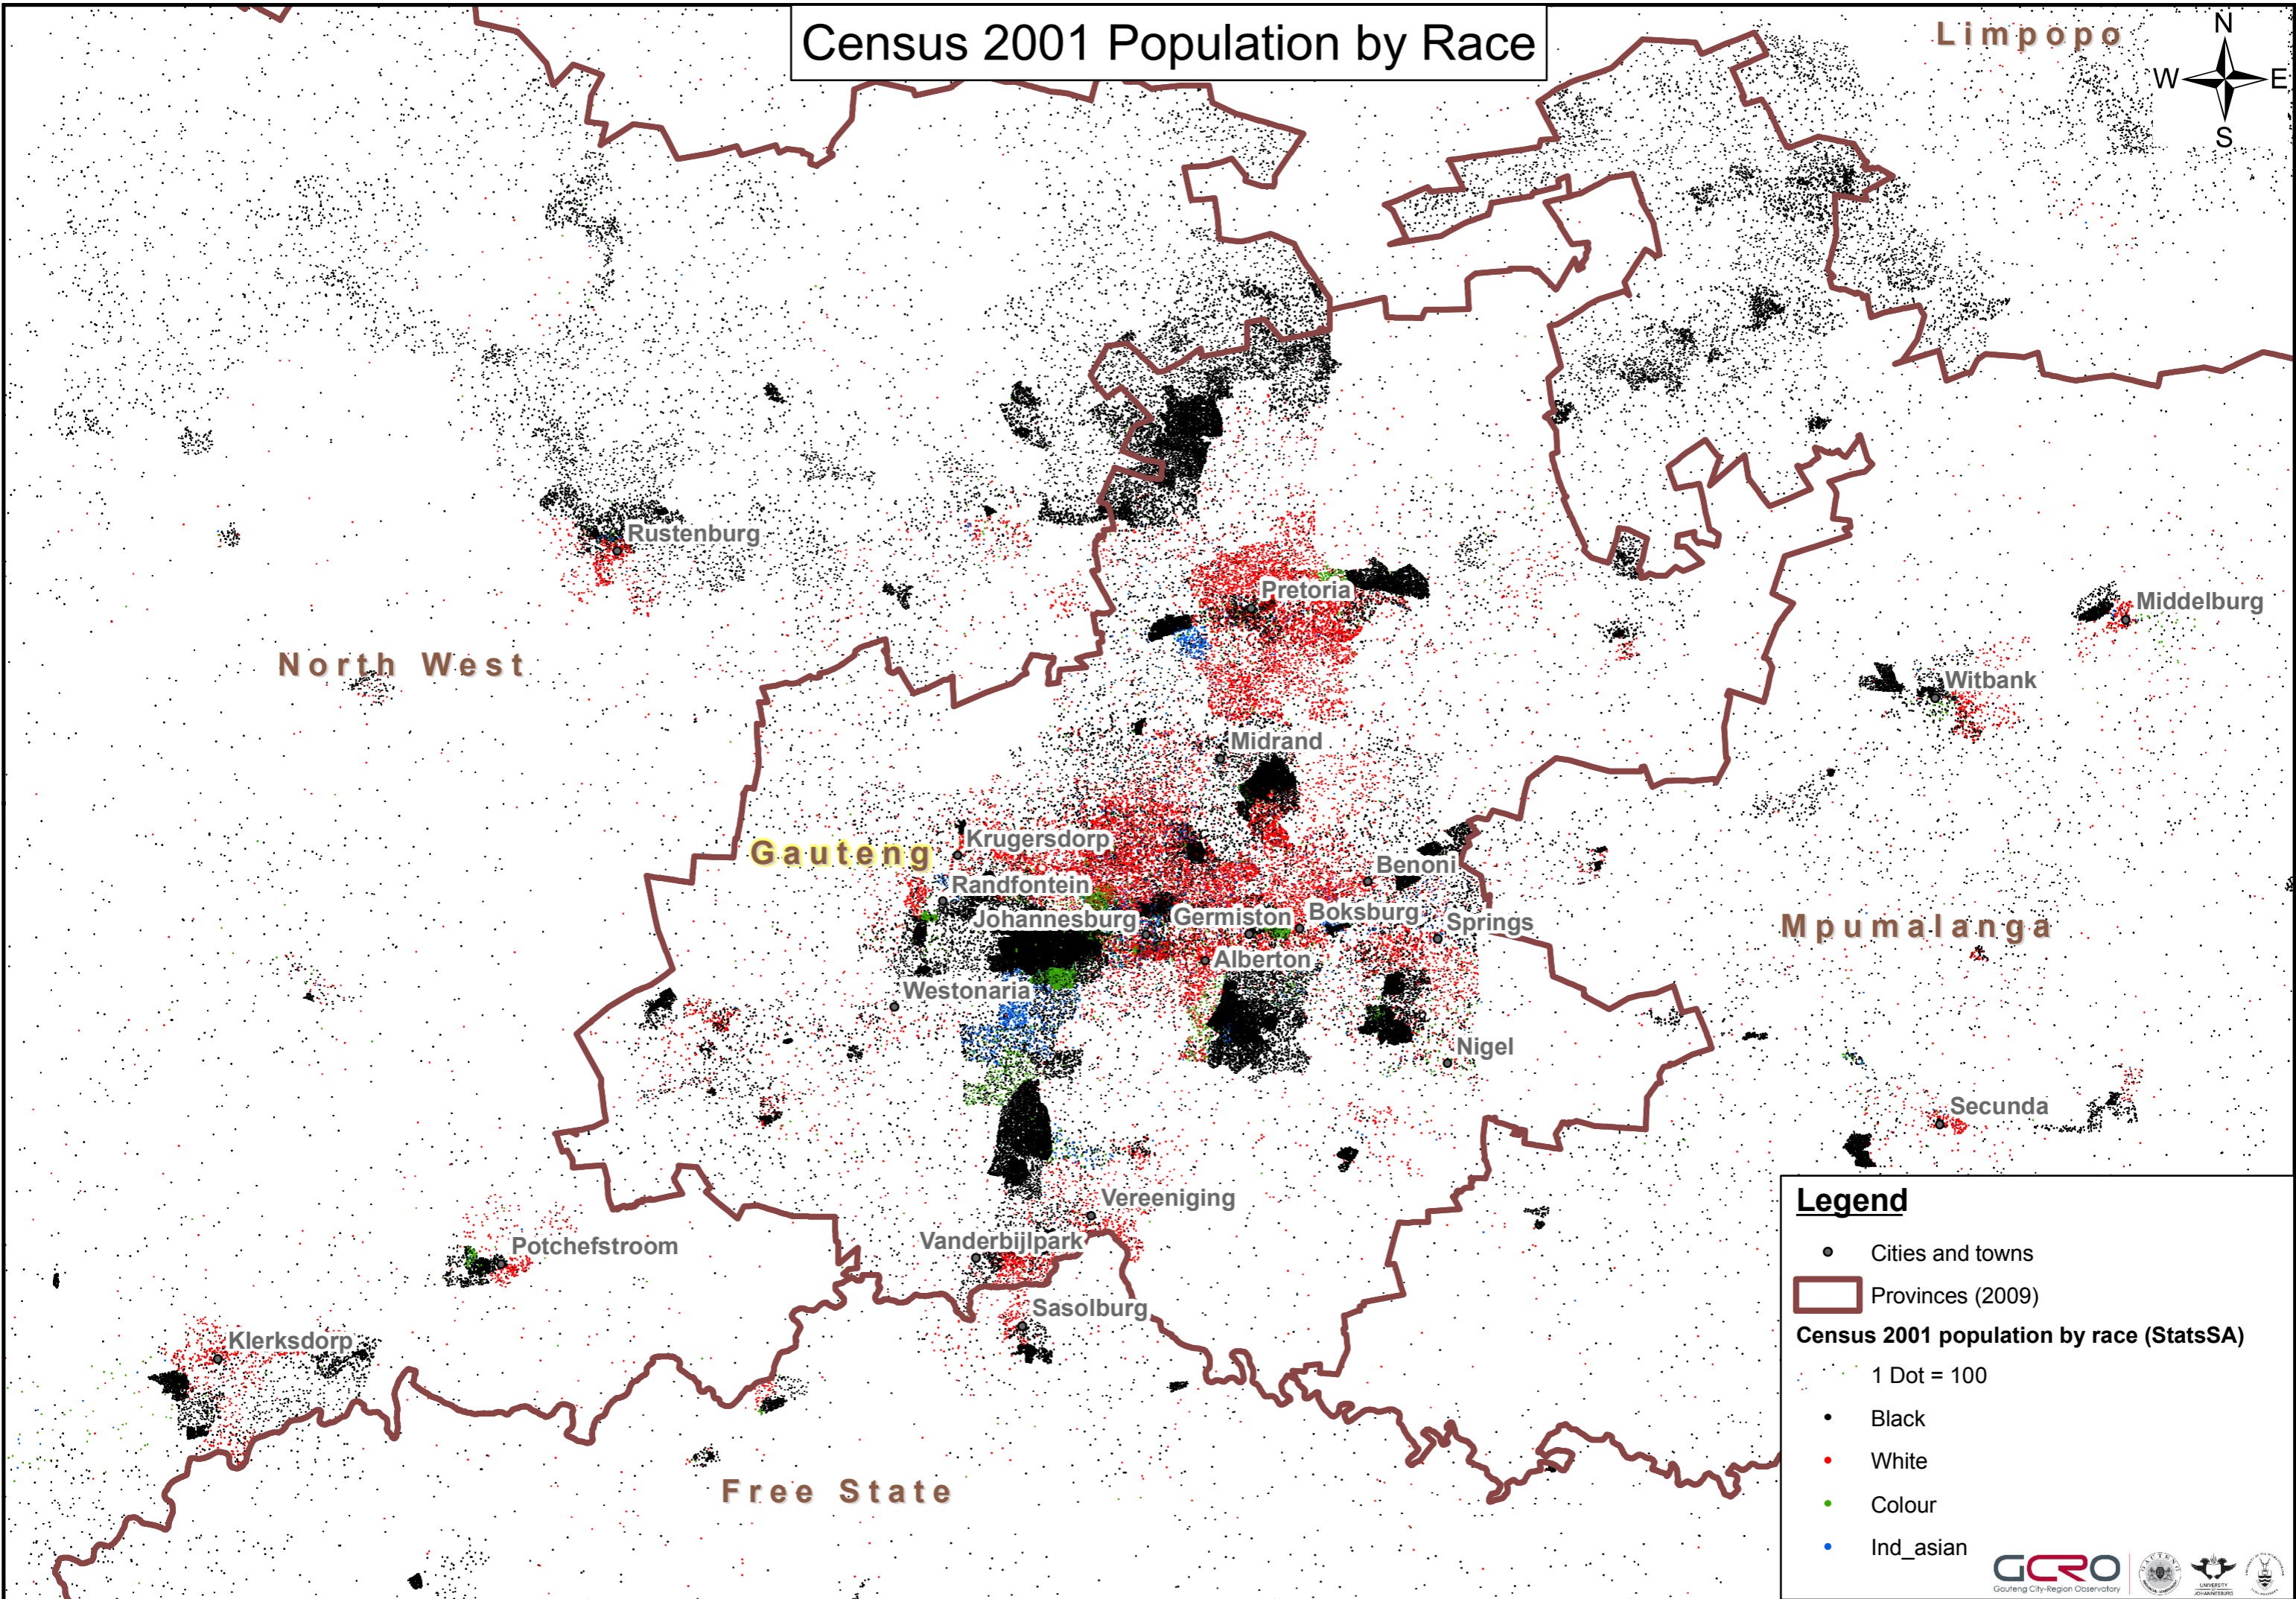 Census 2001 Population by Race
Limpopo
N
W E
S
Rustenburg
Pretoria
Middelburg
North West
Witbank
Midrand
Krugersdorp
Gauteng
Benoni
Randfontein
Johannesburg
Germiston
Boksburg
Springs
Mpumalanga
Alberton
Westonaria
Nigel
Secunda
Vereeniging
Vanderbijlpark
Potchefstroom
Sasolburg
Klerksdorp
Free State
Legend
Cities and towns
Provinces (2009)
Census 2001 population by race (StatsSA)
1 Dot = 100
Black
White
Colour
Ind_asian
GCRO
Gauteng City-Region Observatory
UNIVERSITY
OF
JOHANNESBURG